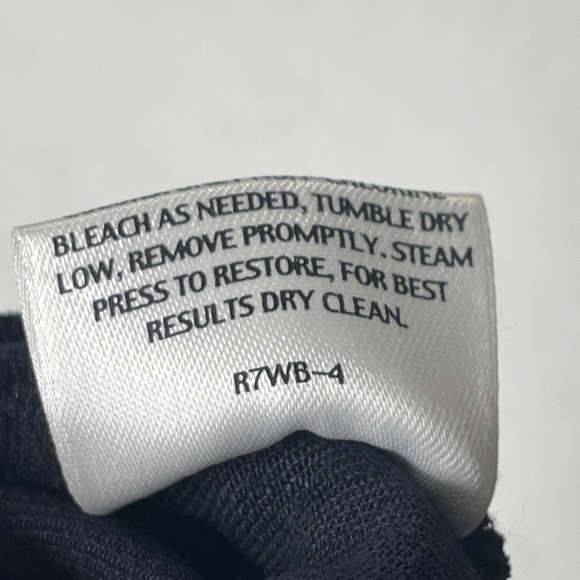 CHLORINE
BLEACH AS NEEDED, TUMBLE DRY
LOW, REMOVE PROMPTLY. STEAM
PRESS TO RESTORE, FOR BEST
RESULTS DRY CLEAN.
R7WB-4